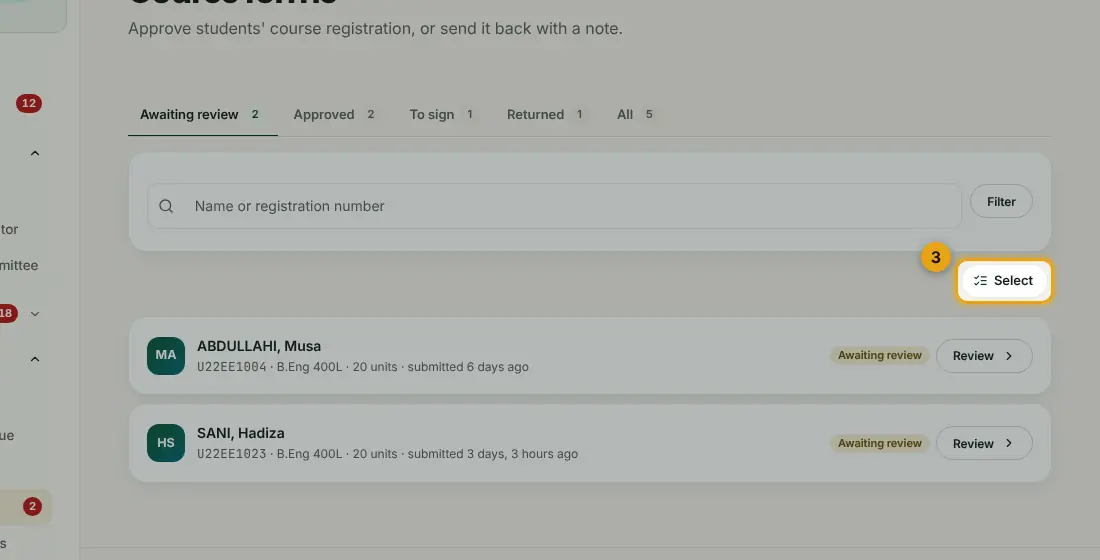 Course forms
Approve students' course registration, or send it back with a note.
12
Awaiting review 2
Approved 2
To sign 1
Returned 1
All 5
Name or registration number
Filter
tor
mittee
3
Select
18
MA
ABDULLAHI, Musa
U22EE1004 · B.Eng 400L · 20 units · submitted 6 days ago
Awaiting review
Review
HS
SANI, Hadiza
U22EE1023 · B.Eng 400L · 20 units · submitted 3 days, 3 hours ago
Awaiting review
Review
ue
2
s